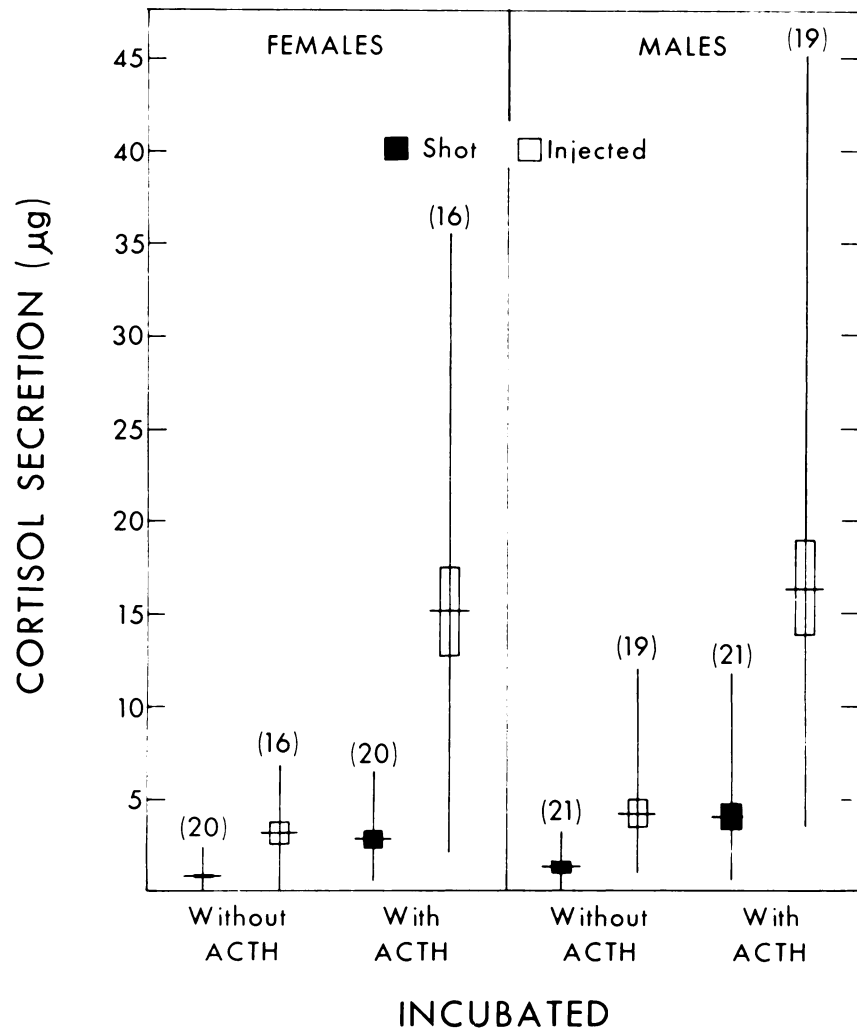 FEMALES
MALES
Shot
Injected
CORTISOL SECRETION (μg)
45
40
35
30
25
20
15
10
5
(20)
(16)
(20)
(16)
(21)
(19)
(21)
(19)
Without
ACTH
With
ACTH
Without
ACTH
With
ACTH
INCUBATED